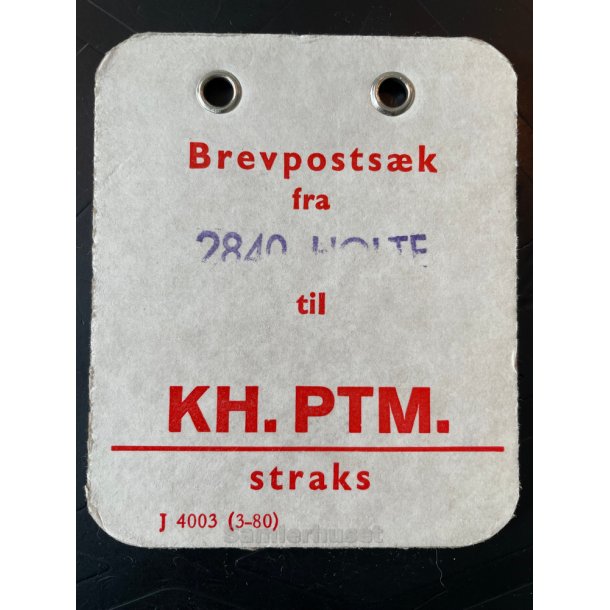 Brevpostsæk
fra
2840 HOLTE
til
KH. PTM.
straks
J 4003 (3-80)
Samlerhuset